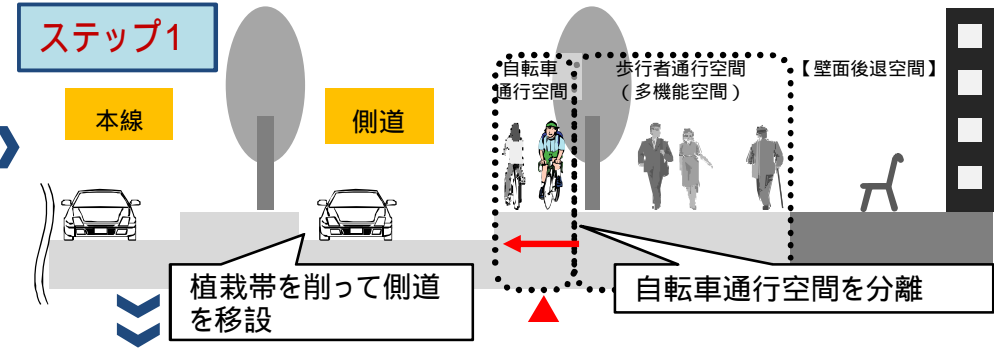 ステップ1
本線
側道
自転車
通行空間
歩行者通行空間
(多機能空間)
【壁面後退空間】
植栽帯を削って側道
を移設
自転車通行空間を分離